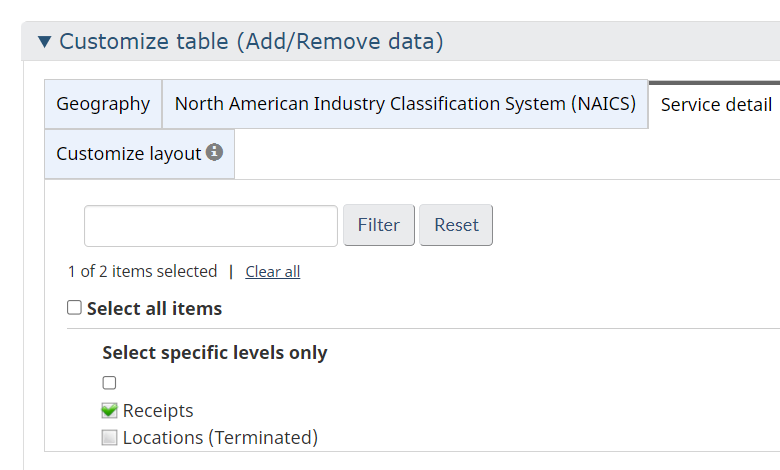 ▼ Customize table (Add/Remove data)
Geography North American Industry Classification System (NAICS) Service detail
Customize layout i
Filter Reset
1 of 2 items selected | Clear all
Select all items
Select specific levels only
Receipts
Locations (Terminated)